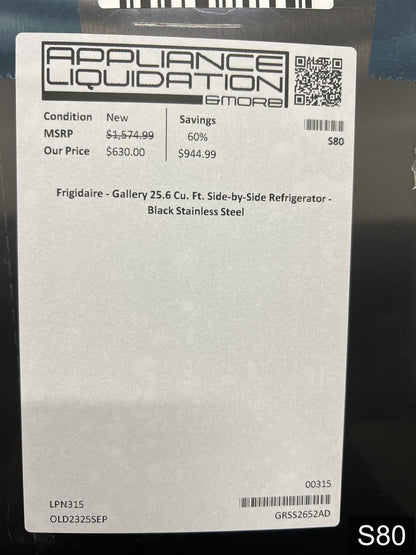 APPLIANCE
LIQUIDATION
&MORE
Condition New
MSRP $1,574.99
Our Price $630.00
Savings
60%
$944.99
S80
Frigidaire - Gallery 25.6 Cu. Ft. Side-by-Side Refrigerator -
Black Stainless Steel
LPN315
OLD2325SEP
00315
GRSS2652AD
S80